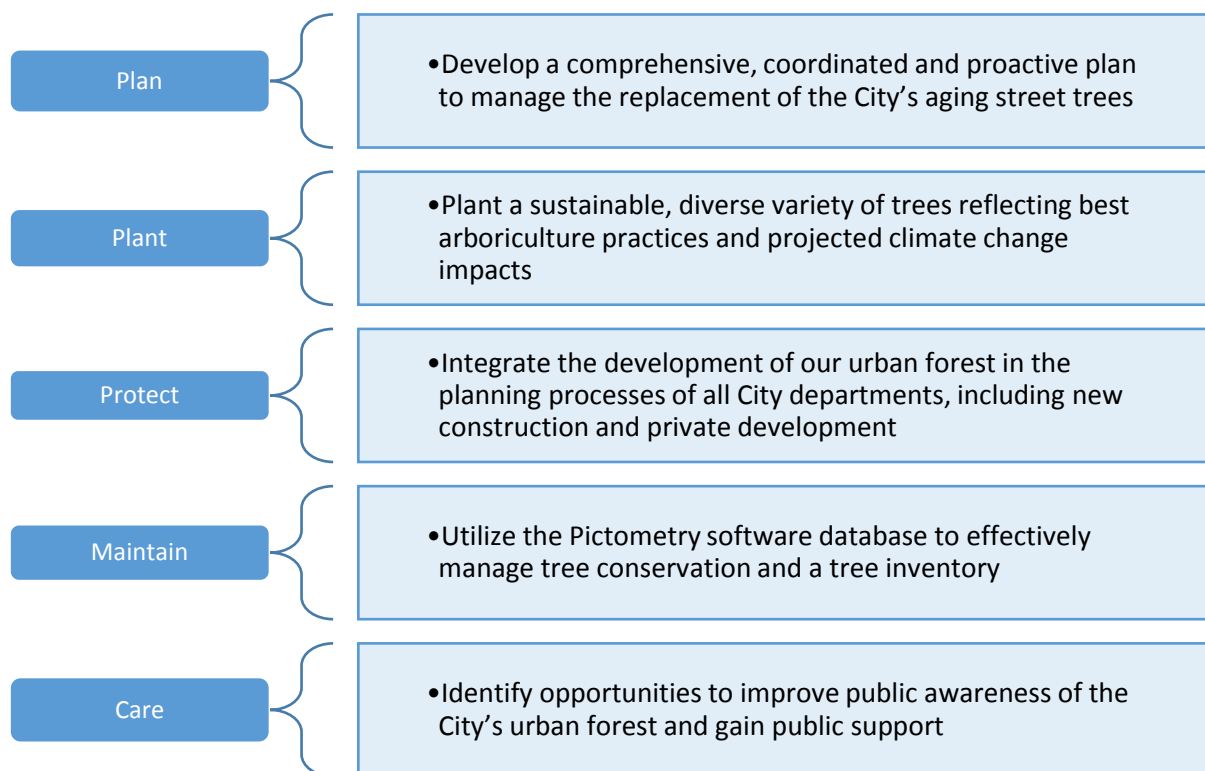 Plan
•Develop a comprehensive, coordinated and proactive plan
to manage the replacement of the City’s aging street trees
Plant
•Plant a sustainable, diverse variety of trees reflecting best
arboriculture practices and projected climate change
impacts
Protect
•Integrate the development of our urban forest in the
planning processes of all City departments, including new
construction and private development
Maintain
•Utilize the Pictometry software database to effectively
manage tree conservation and a tree inventory
Care
•Identify opportunities to improve public awareness of the
City’s urban forest and gain public support